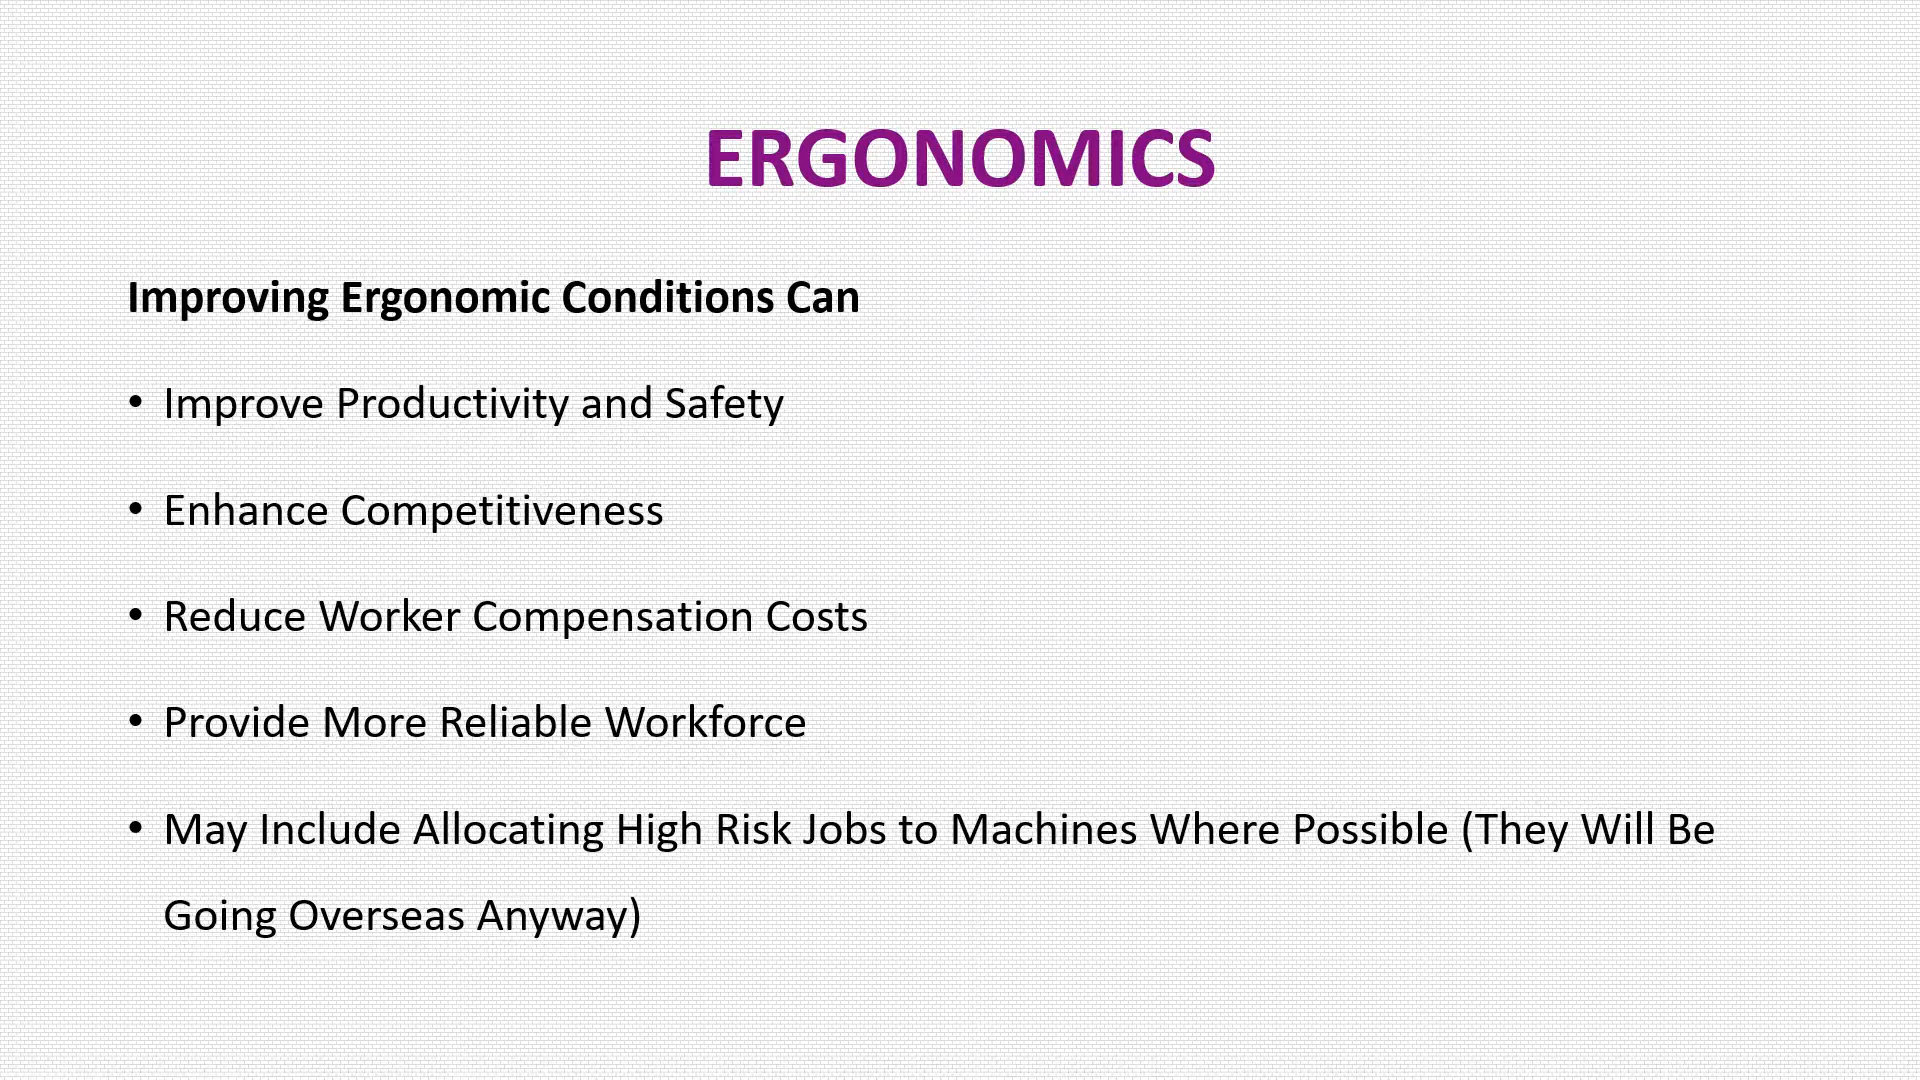 ERGONOMICS
Improving Ergonomic Conditions Can
• Improve Productivity and Safety
• Enhance Competitiveness
• Reduce Worker Compensation Costs
• Provide More Reliable Workforce
• May Include Allocating High Risk Jobs to Machines Where Possible (They Will Be
Going Overseas Anyway)